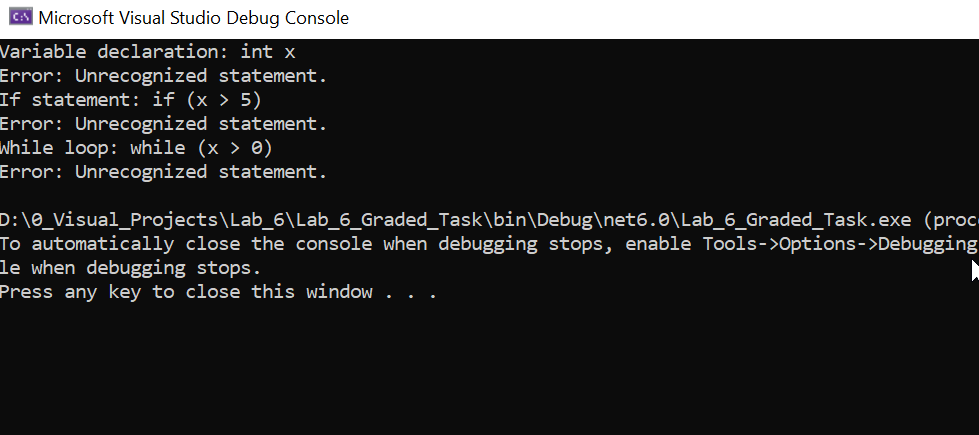 C:\ Microsoft Visual Studio Debug Console
Variable declaration: int x
Error: Unrecognized statement.
If statement: if (x > 5)
Error: Unrecognized statement.
While loop: while (x > 0)
Error: Unrecognized statement.
D:\0_Visual_Projects\Lab_6\Lab_6_Graded_Task\bin\Debug\net6.0\Lab_6_Graded_Task.exe (proc
To automatically close the console when debugging stops, enable Tools->Options->Debugging
le when debugging stops.
Press any key to close this window . . .